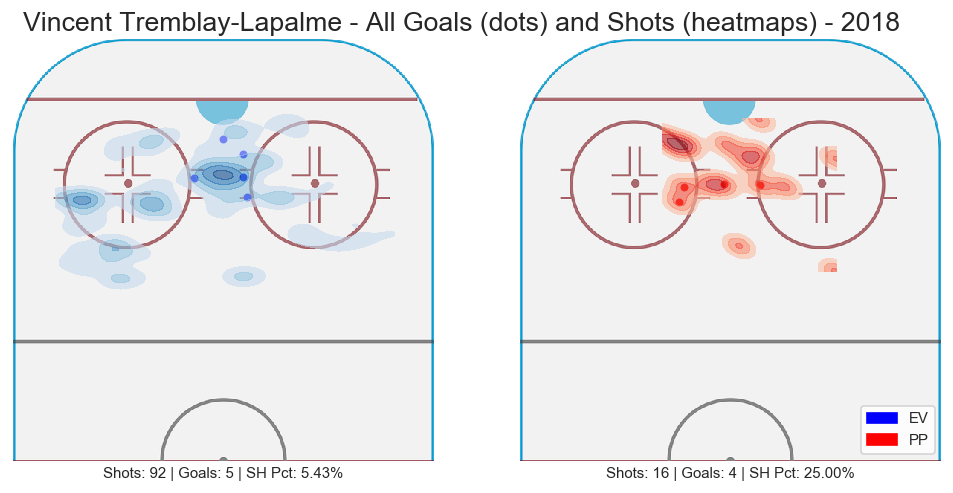 Vincent Tremblay-Lapalme - All Goals (dots) and Shots (heatmaps) - 2018
EV
PP
Shots: 92 | Goals: 5 | SH Pct: 5.43%
Shots: 16 | Goals: 4 | SH Pct: 25.00%